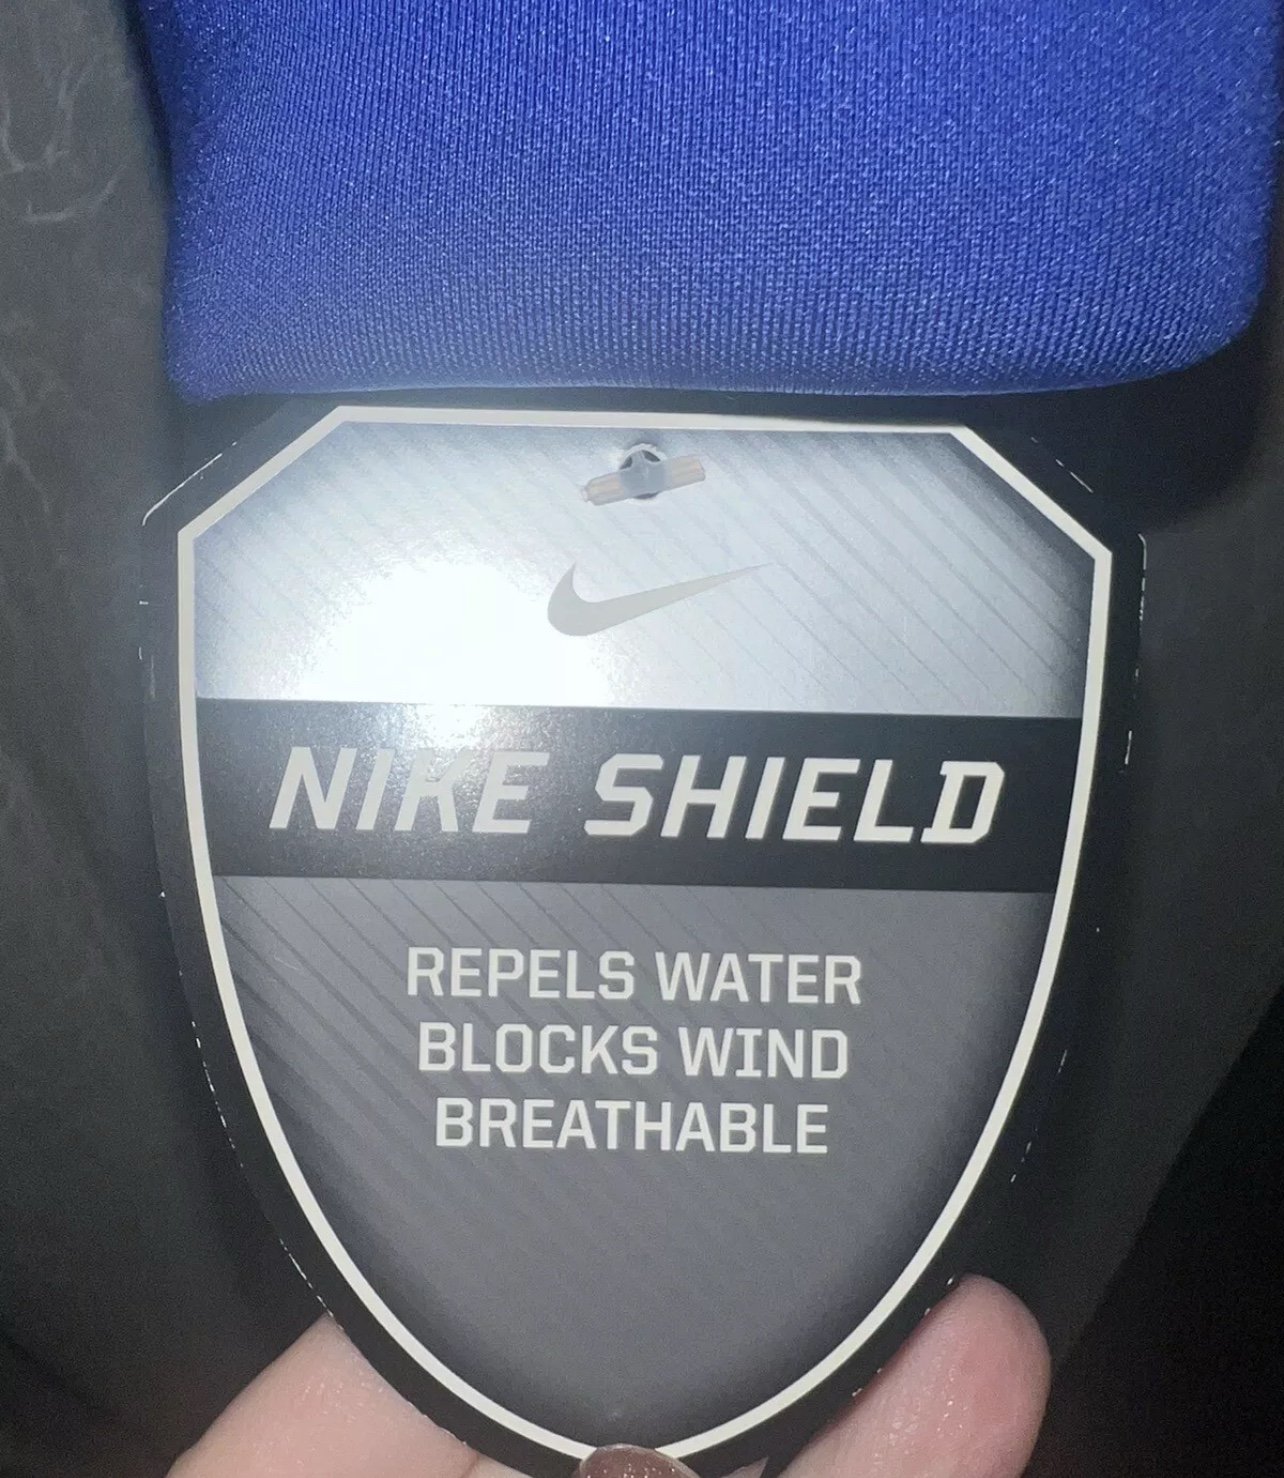 NIKE SHIELD
REPELS WATER
BLOCKS WIND
BREATHABLE